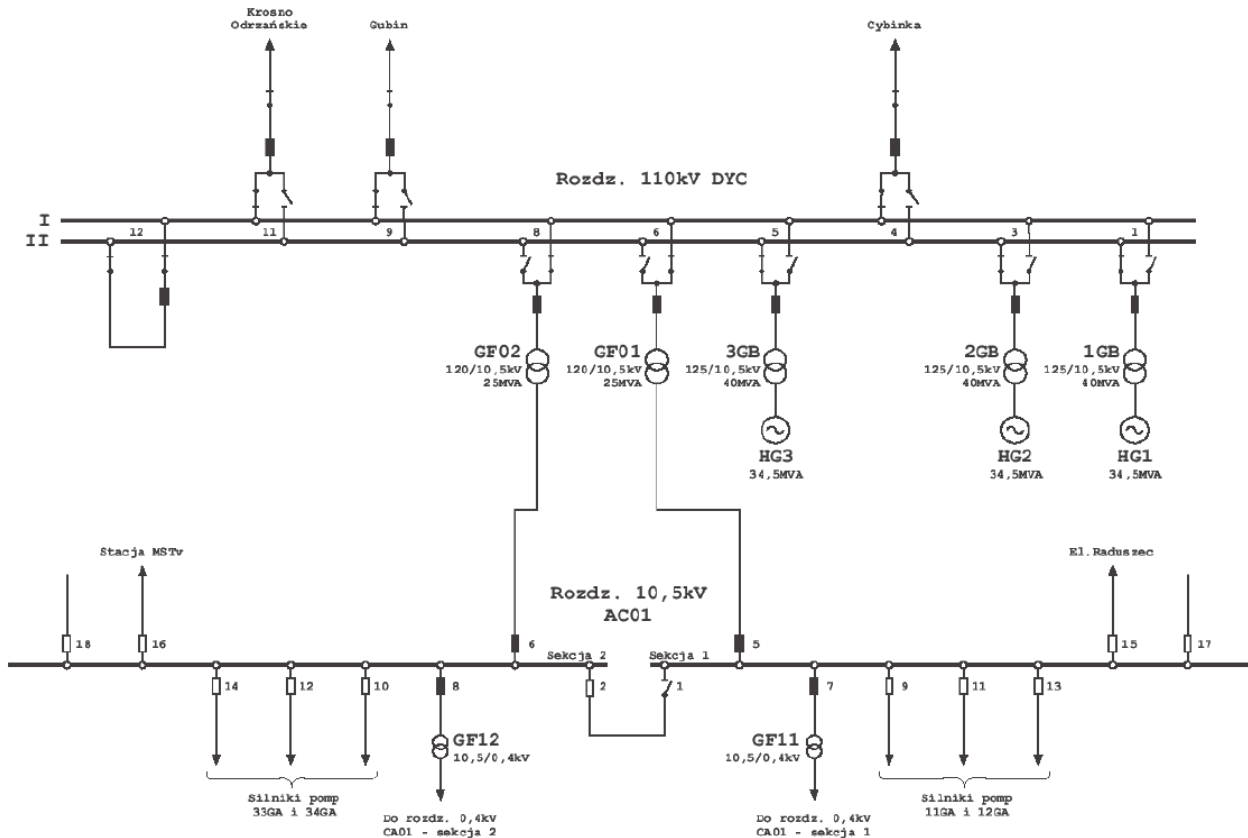 Krosno
Odrzańskie
Gubin
Cybinka
Rozdz. 110kV DYC
I
II
12
11
9
8
6
5
4
3
1
GF02
120/10,5kV
25MVA
GF01
120/10,5kV
25MVA
3GB
125/10,5kV
40MVA
2GB
125/10,5kV
40MVA
1GB
125/10,5kV
40MVA
HG3
34,5MVA
HG2
34,5MVA
HG1
34,5MVA
Stacja MSTv
El.Raduszec
Rozdz. 10,5kV
AC01
18
16
6
5
15
17
Sekcja 2
Sekcja 1
14
12
10
8
2
1
7
9
11
13
GF12
10,5/0,4kV
GF11
10,5/0,4kV
Silniki pomp
33GA i 34GA
Do rozdz. 0,4kV
CA01 - sekcja 2
Do rozdz. 0,4kV
CA01 - sekcja 1
Silniki pomp
11GA i 12GA